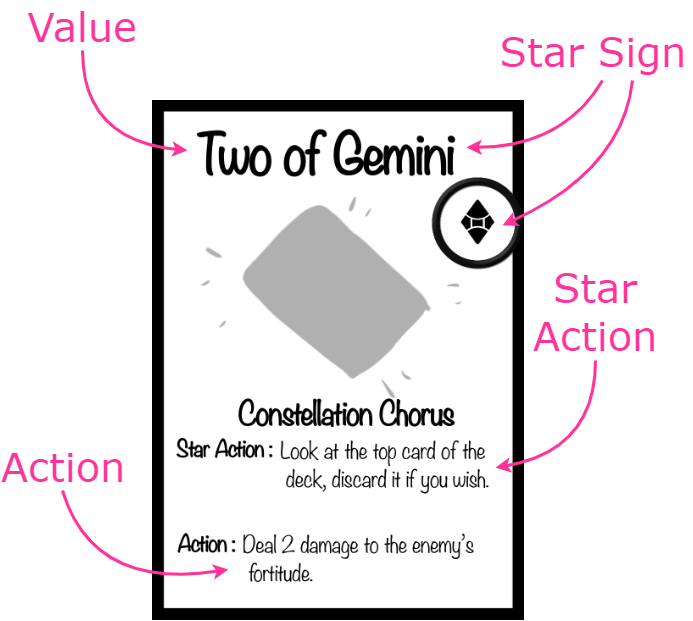 Value
Star Sign
Two of Gemini
Star
Action
Constellation Chorus
Star Action : Look at the top card of the
deck, discard it if you wish.
Action
Action : Deal 2 damage to the enemy's
fortitude.